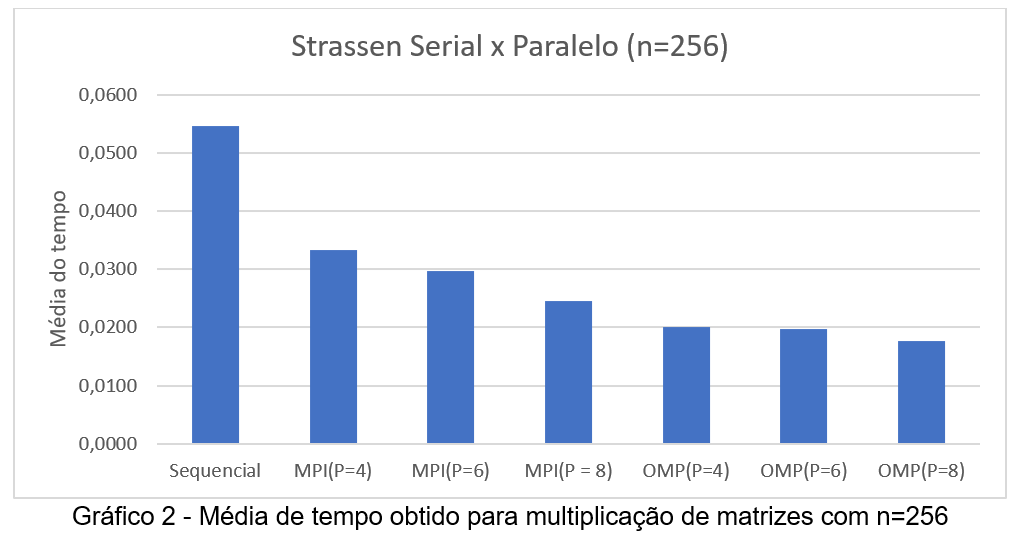 Strassen Serial x Paralelo (n=256)
0,0600
0,0500
0,0400
0,0300
0,0200
0,0100
0,0000
Média do tempo
Sequencial
MPI(P=4)
MPI(P=6)
MPI(P = 8)
OMP(P=4)
OMP(P=6)
OMP(P=8)
Gráfico 2 - Média de tempo obtido para multiplicação de matrizes com n=256